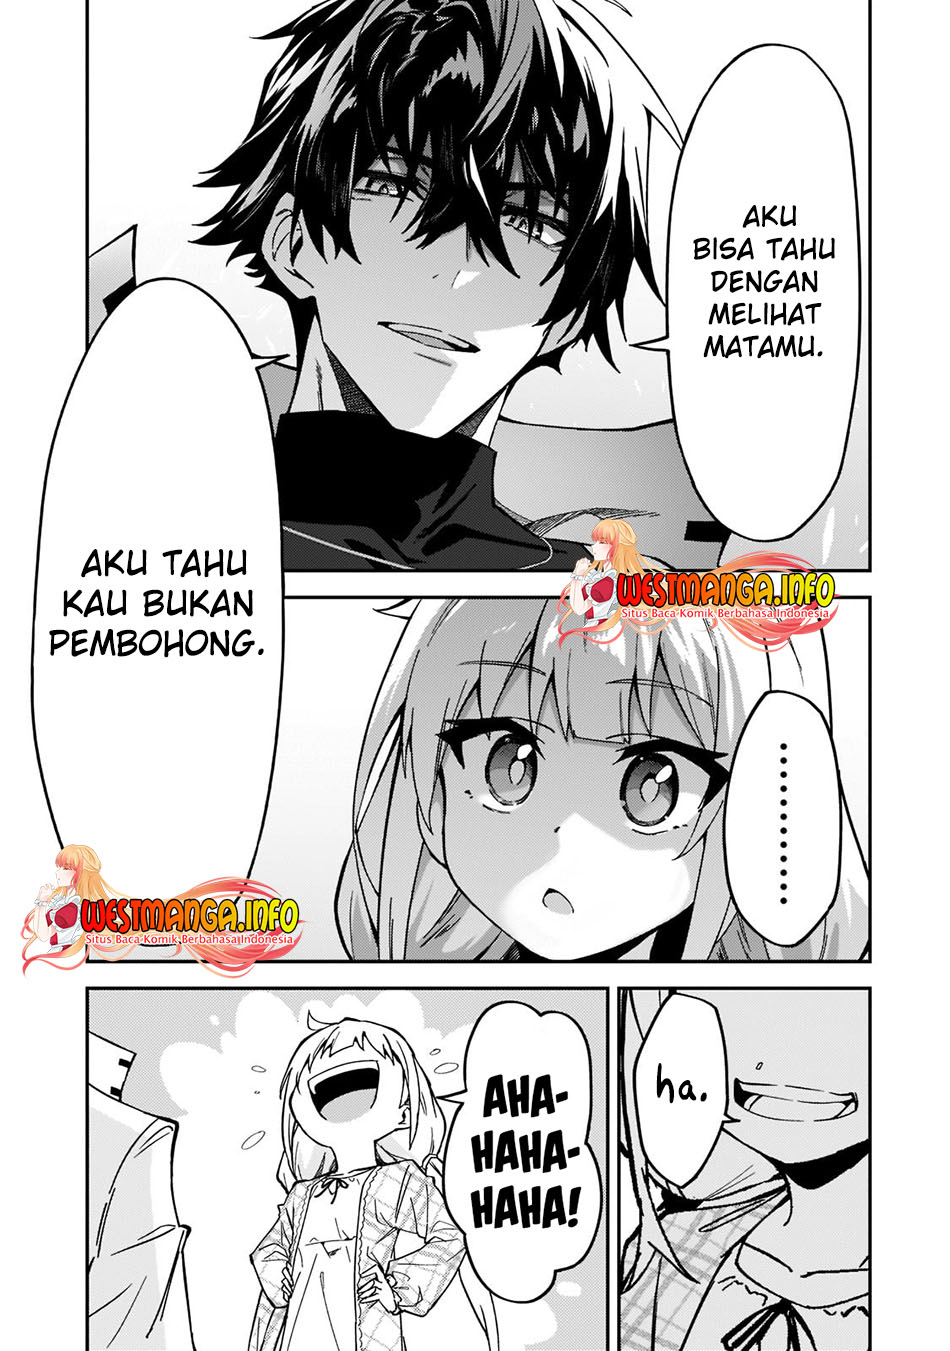 AKU
BISA TAHU
DENGAN
MELIHAT
MATAMU.
AKU TAHU
KAU BUKAN
PEMBOHONG.
WESTMANGA.INFO
Situs Baca Komik Berbahasa Indonesia
.........
WESTMANGA.INFO
Situs Baca Komik Berbahasa Indonesia
ha.
AHA-
HAHA-
HAHA!